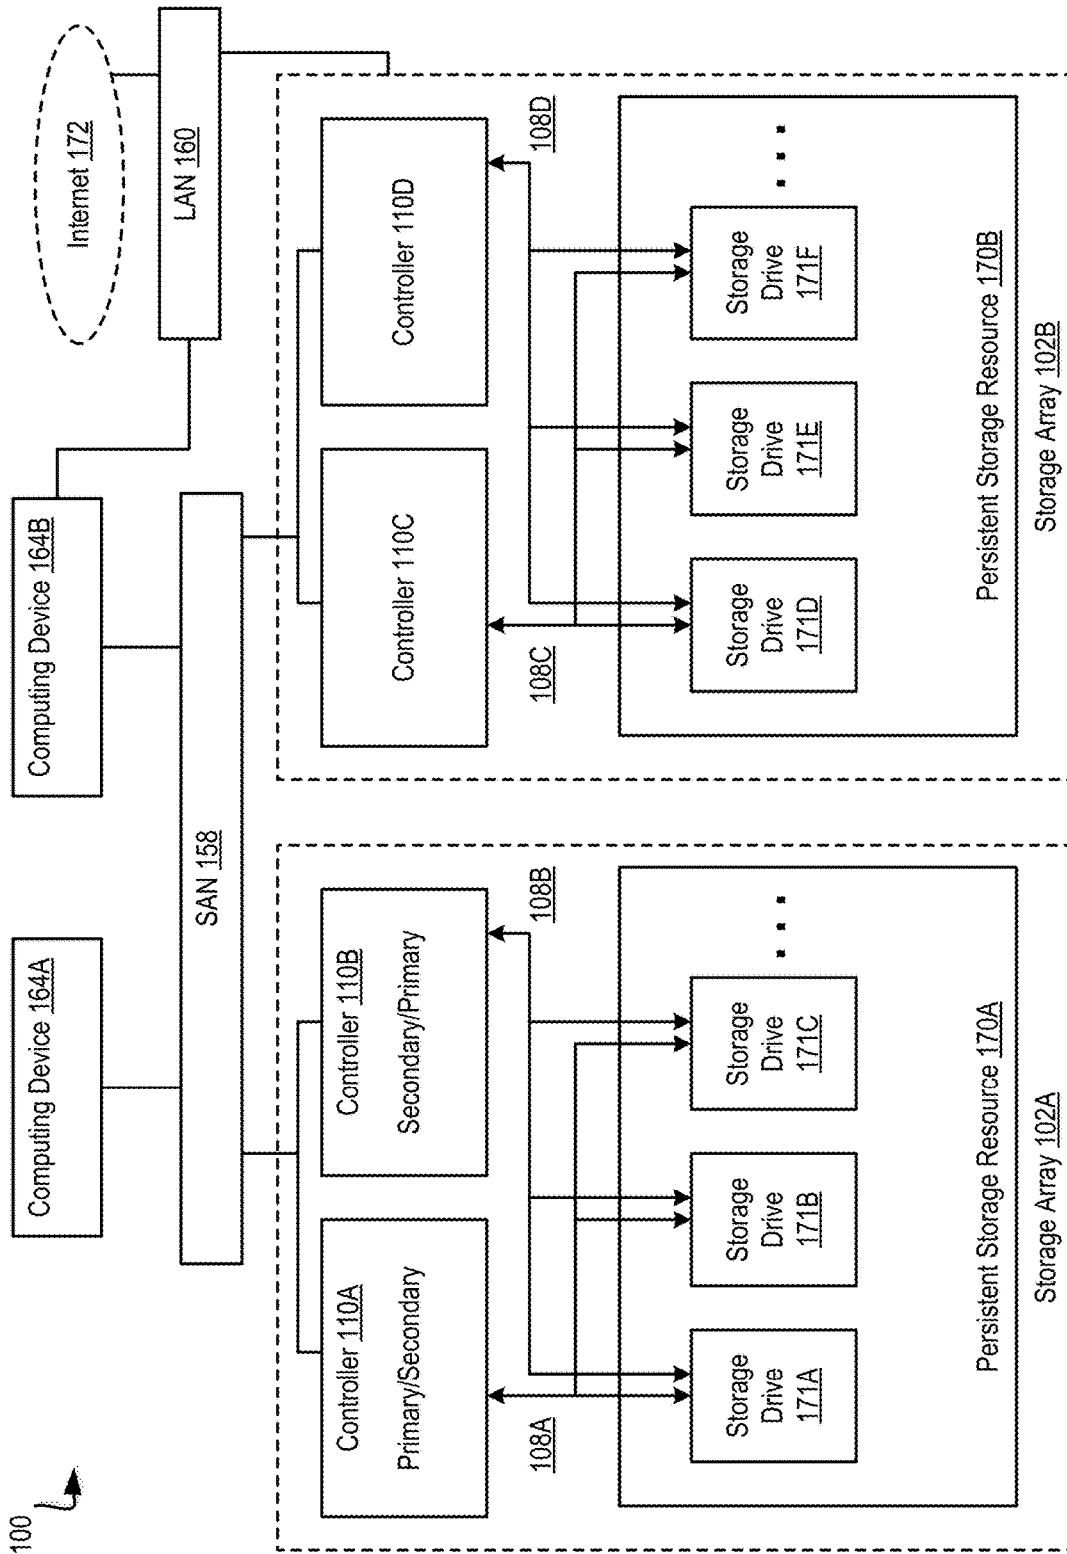 100
Computing Device 164A
Computing Device 164B
Internet 172
SAN 158
LAN 160
Controller 110A
Primary/Secondary
Controller 110B
Secondary/Primary
Controller 110C
Controller 110D
108A
108B
108C
108D
Storage
Drive
171A
Storage
Drive
171B
Storage
Drive
171C
Storage
Drive
171D
Storage
Drive
171E
Storage
Drive
171F
Persistent Storage Resource 170A
Persistent Storage Resource 170B
Storage Array 102A
Storage Array 102B